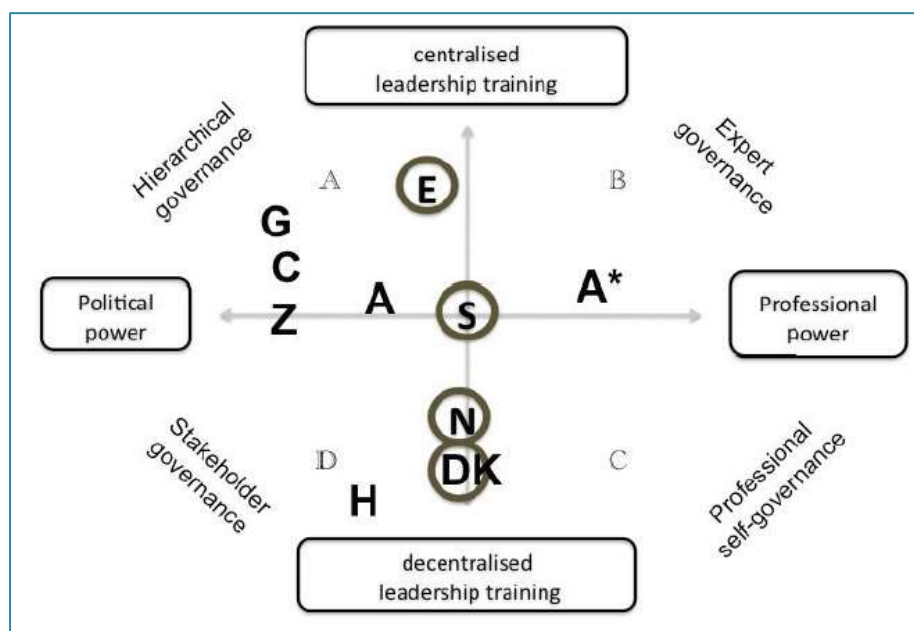 centralised
leadership training
Hierarchical
governance
Expert
governance
A
E
B
G
C
A
A*
Political
power
Z
S
Professional
power
N
Stakeholder
governance
D
DK
C
Professional
self-governance
H
decentralised
leadership training